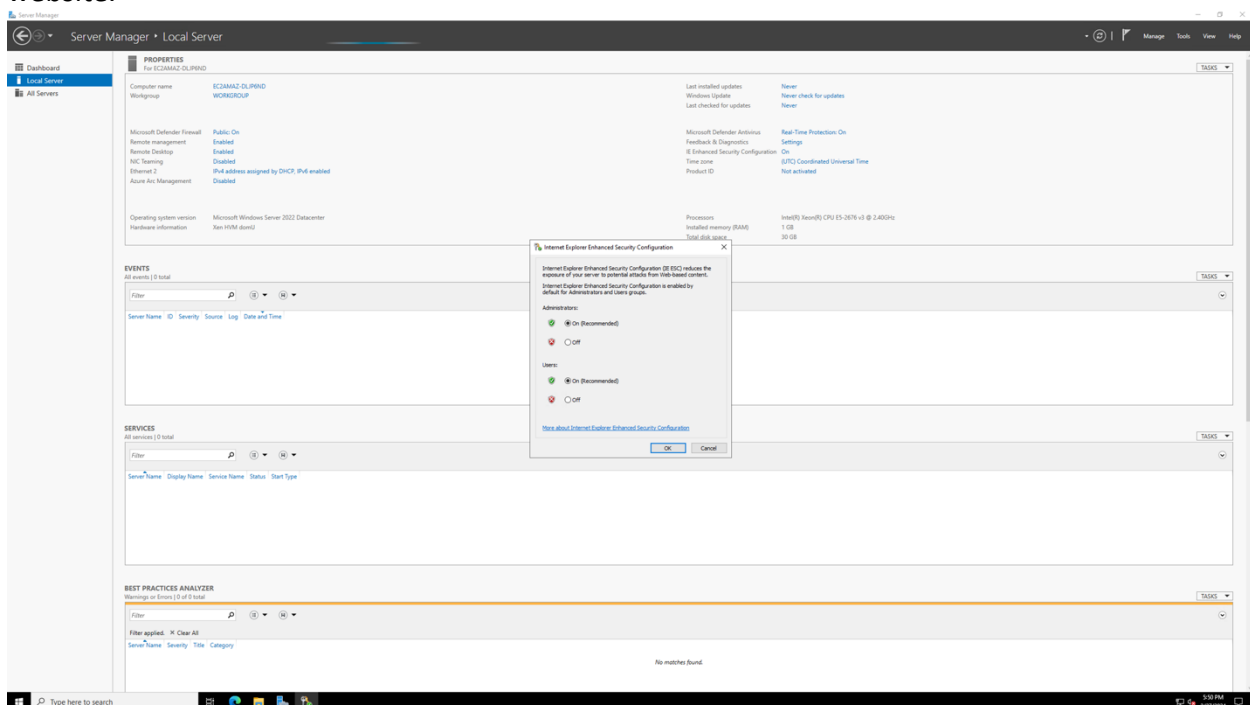 website.
Server Manager
Server Manager • Local Server
Manage Tools View Help
Dashboard
Local Server
All Servers
PROPERTIES
For EC2AMAZ-DLJP6ND
TASKS
Computer name EC2AMAZ-DLJP6ND
Workgroup WORKGROUP
Last installed updates Never
Windows Update Never check for updates
Last checked for updates Never
Microsoft Defender Firewall Public: On
Remote management Enabled
Remote Desktop Enabled
NIC Teaming Disabled
Ethernet 2 IPv4 address assigned by DHCP, IPv6 enabled
Azure Arc Management Disabled
Microsoft Defender Antivirus Real-Time Protection: On
Feedback & Diagnostics Settings
IE Enhanced Security Configuration On
Time zone (UTC) Coordinated Universal Time
Product ID Not activated
Operating system version Microsoft Windows Server 2022 Datacenter
Hardware information Xen HVM domU
Processors Intel(R) Xeon(R) CPU E5-2676 v3 @ 2.40GHz
Installed memory (RAM) 1 GB
Total disk space 30 GB
Internet Explorer Enhanced Security Configuration
Internet Explorer Enhanced Security Configuration (IE ESC) reduces the
exposure of your server to potential attacks from Web-based content.
Internet Explorer Enhanced Security Configuration is enabled by
default for Administrators and Users groups.
Administrators:
On (Recommended)
Off
Users:
On (Recommended)
Off
More about Internet Explorer Enhanced Security Configuration
OK Cancel
EVENTS
All events | 0 total
TASKS
Filter
Server Name ID Severity Source Log Date and Time
SERVICES
All services | 0 total
TASKS
Filter
Server Name Display Name Service Name Status Start Type
BEST PRACTICES ANALYZER
Warnings or Errors | 0 of 0 total
TASKS
Filter
Filter applied. Clear All
Server Name Severity Title Category
No matches found.
Type here to search
5:50 PM